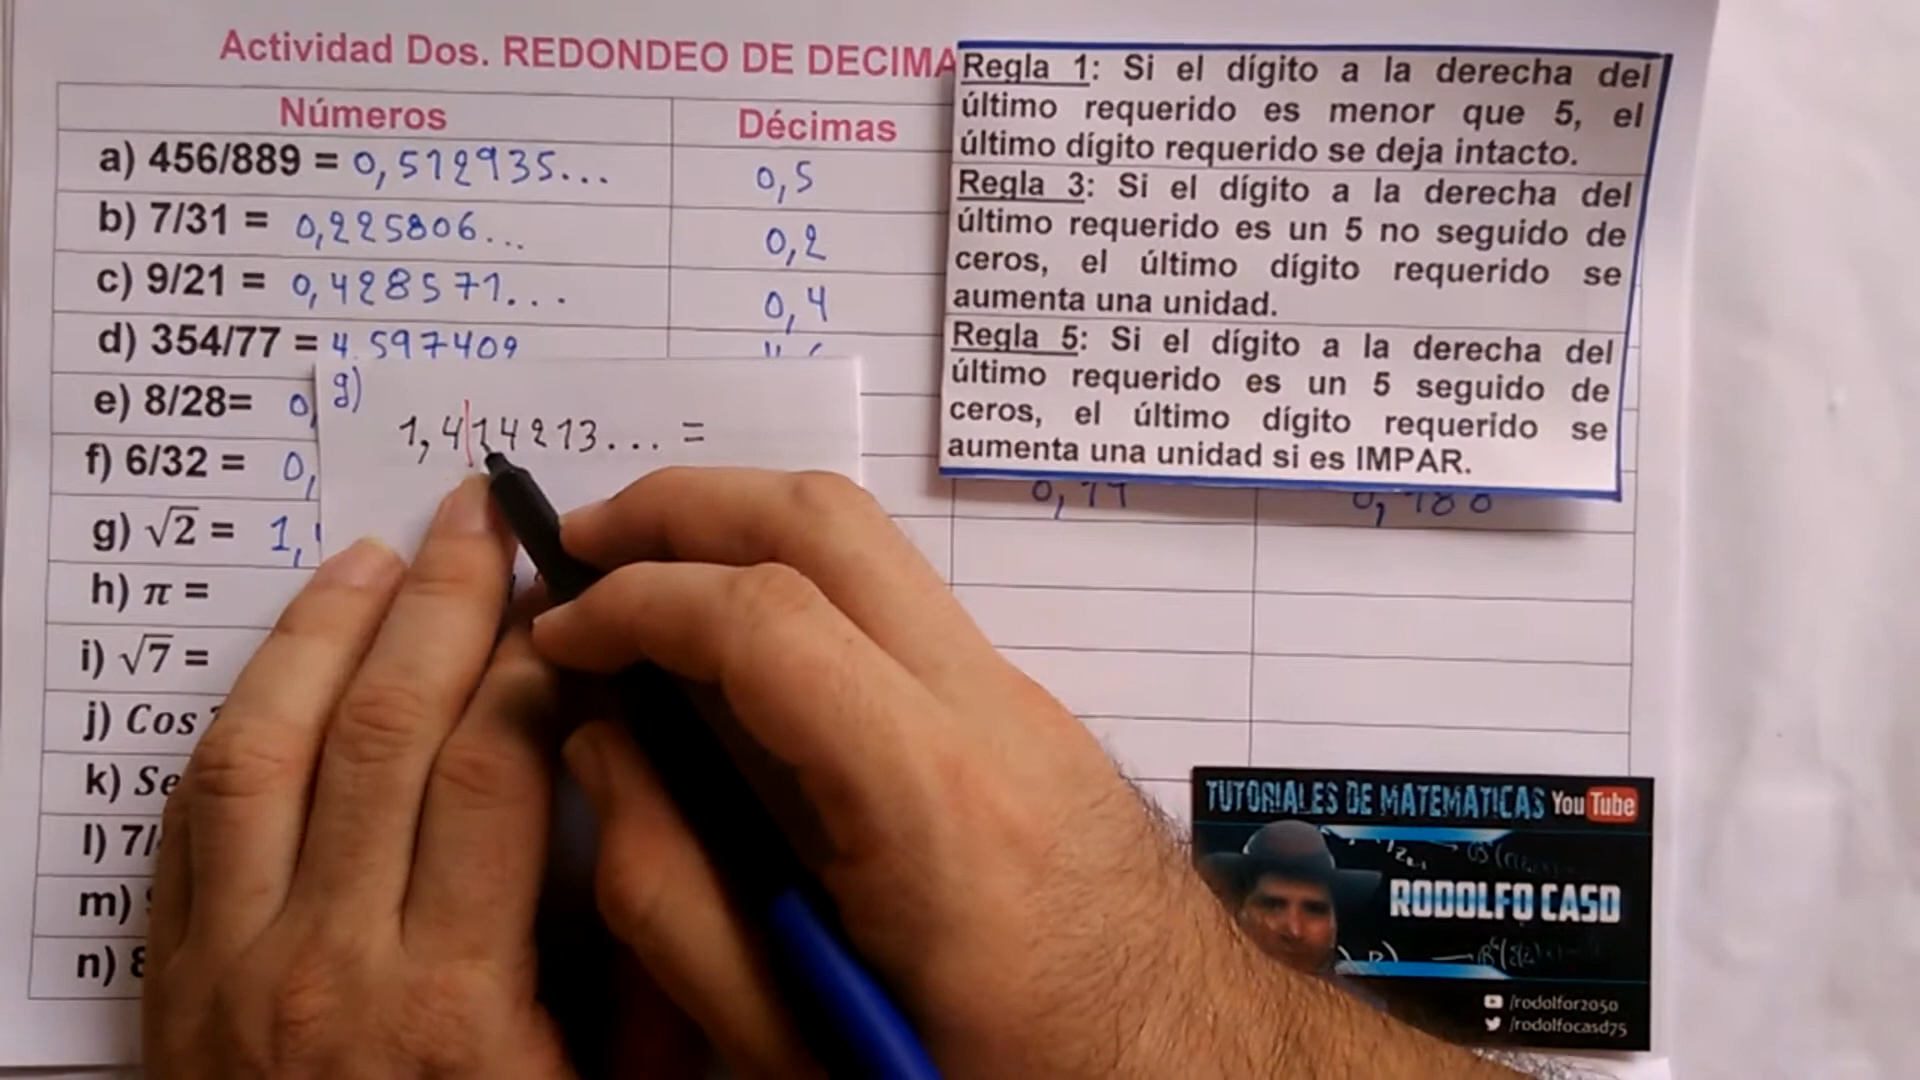 Actividad Dos. REDONDEO DE DECIMA
Números
Décimas
a) 456/889 = 0,512935...
0,5
b) 7/31 = 0,225806...
0,2
c) 9/21 = 0,428571...
0,4
d) 354/77 = 4,597409
e) 8/28= 0,
f) 6/32 = 0,
g) √2 = 1,
h) π =
i) √7 =
j) Cos
k) Se
l) 7/
m)
n) 8
g)
1,4|14213... =
Regla 1: Si el dígito a la derecha del
último requerido es menor que 5, el
último dígito requerido se deja intacto.
Regla 3: Si el dígito a la derecha del
último requerido es un 5 no seguido de
ceros, el último dígito requerido se
aumenta una unidad.
Regla 5: Si el dígito a la derecha del
último requerido es un 5 seguido de
ceros, el último dígito requerido se
aumenta una unidad si es IMPAR.
TUTORIALES DE MATEMATICAS YouTube
RODOLFO CASD
/rodolfor2050
/rodolfocasd75